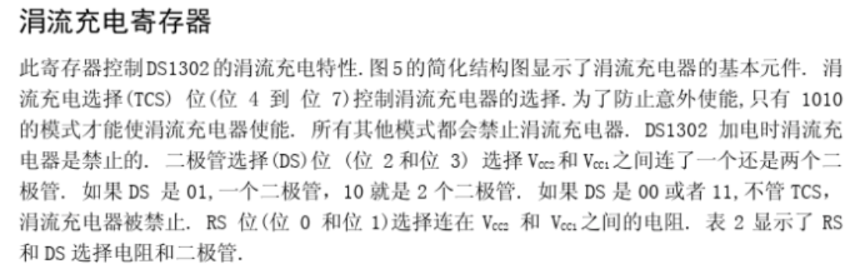 涓流充电寄存器
此寄存器控制DS1302的涓流充电特性.图5的简化结构图显示了涓流充电器的基本元件. 涓
流充电选择(TCS) 位(位 4 到 位 7)控制涓流充电器的选择.为了防止意外使能,只有 1010
的模式才能使涓流充电器使能. 所有其他模式都会禁止涓流充电器. DS1302 加电时涓流充
电器是禁止的. 二极管选择(DS)位 (位 2和位 3) 选择 VCC2和 VCC1之间连了一个还是两个二
极管. 如果 DS 是 01,一个二极管, 10 就是 2 个二极管. 如果 DS 是 00 或者 11,不管 TCS,
涓流充电器被禁止. RS 位(位 0 和位 1)选择连在 VCC2 和 VCC1之间的电阻. 表 2 显示了 RS
和 DS 选择电阻和二极管.